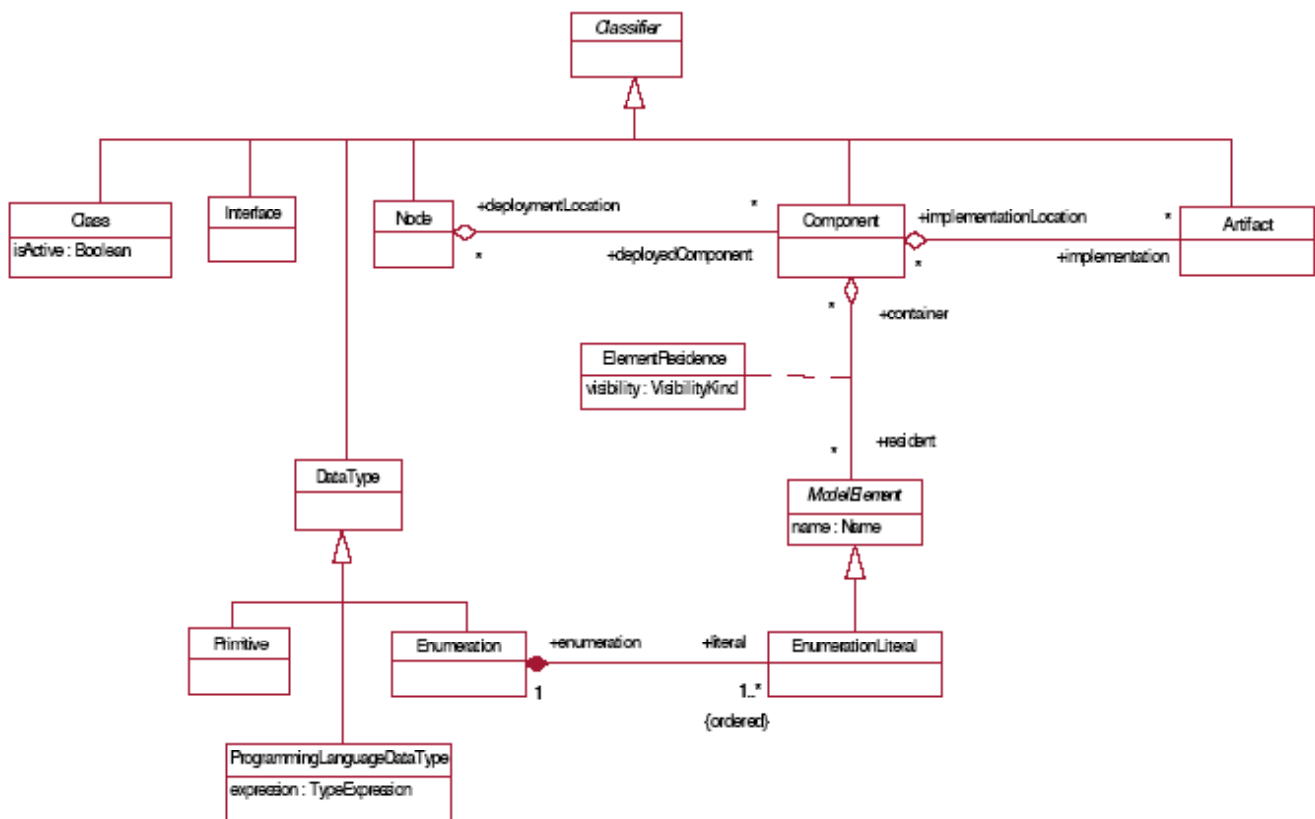 Classifier
Class
isActive : Boolean
Interface
Node
+deploymentLocation
*
*
+deployedComponent
Component
+implementationLocation
*
*
+implementation
Artifact
*
+container
ElementResidence
visibility : VisibilityKind
+resident
*
DataType
ModelElement
name : Name
Primitive
Enumeration
+enumeration
+literal
1
1..*
{ordered}
EnumerationLiteral
ProgrammingLanguageDataType
expression : TypeExpression